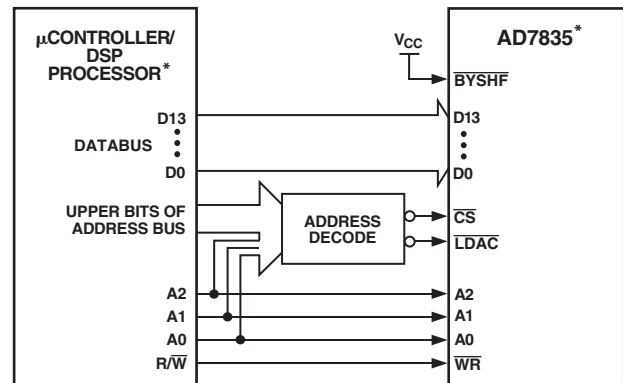 µCONTROLLER/
DSP
PROCESSOR*
AD7835*
VCC
BYSHF
D13
D13
DATABUS
D0
D0
UPPER BITS OF
ADDRESS BUS
ADDRESS
DECODE
CS
LDAC
A2
A2
A1
A1
A0
A0
R/W
WR